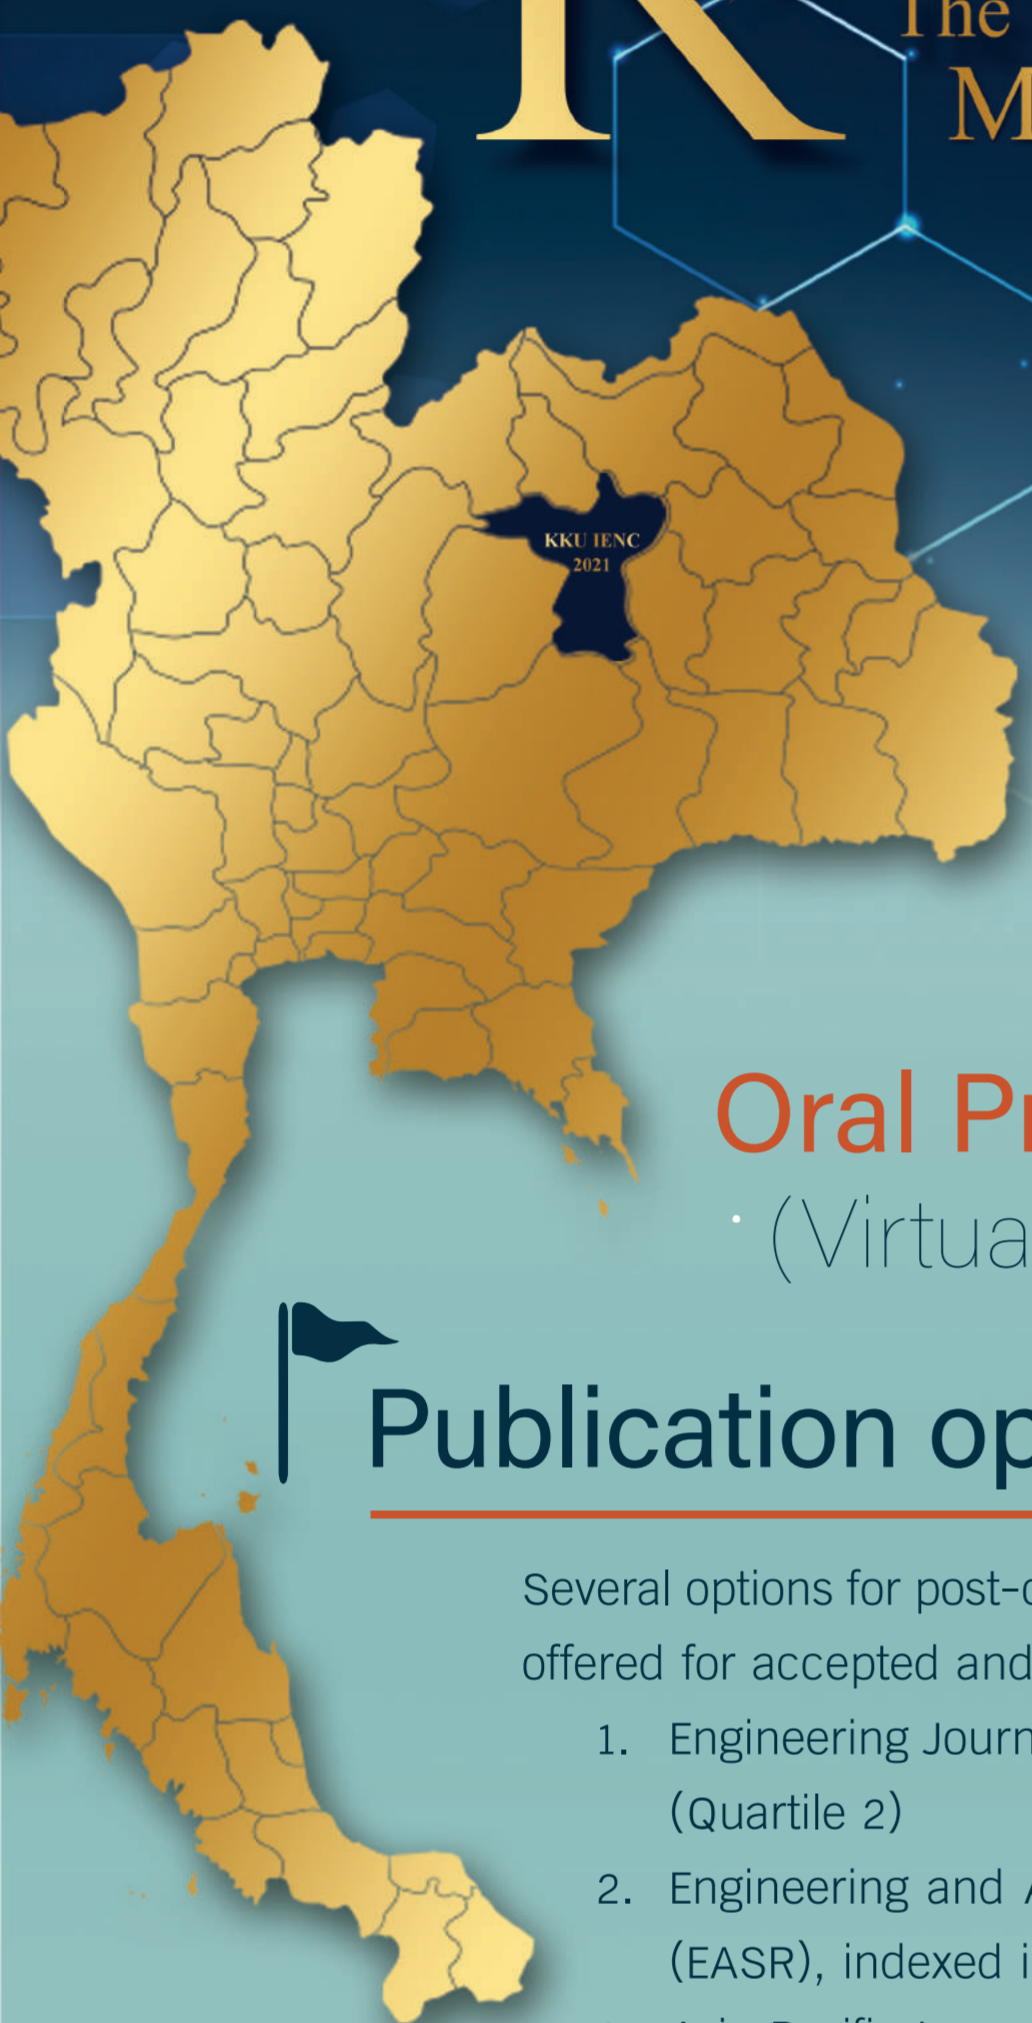 The
M
KKU IENC
2021
Oral Pr
(Virtua
Publication op
Several options for post-c
offered for accepted and
1. Engineering Journ
(Quartile 2)
2. Engineering and A
(EASR), indexed i